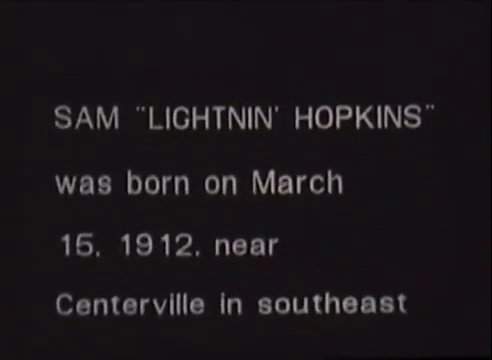 SAM "LIGHTNIN' HOPKINS"
was born on March
15, 1912, near
Centerville in southeast